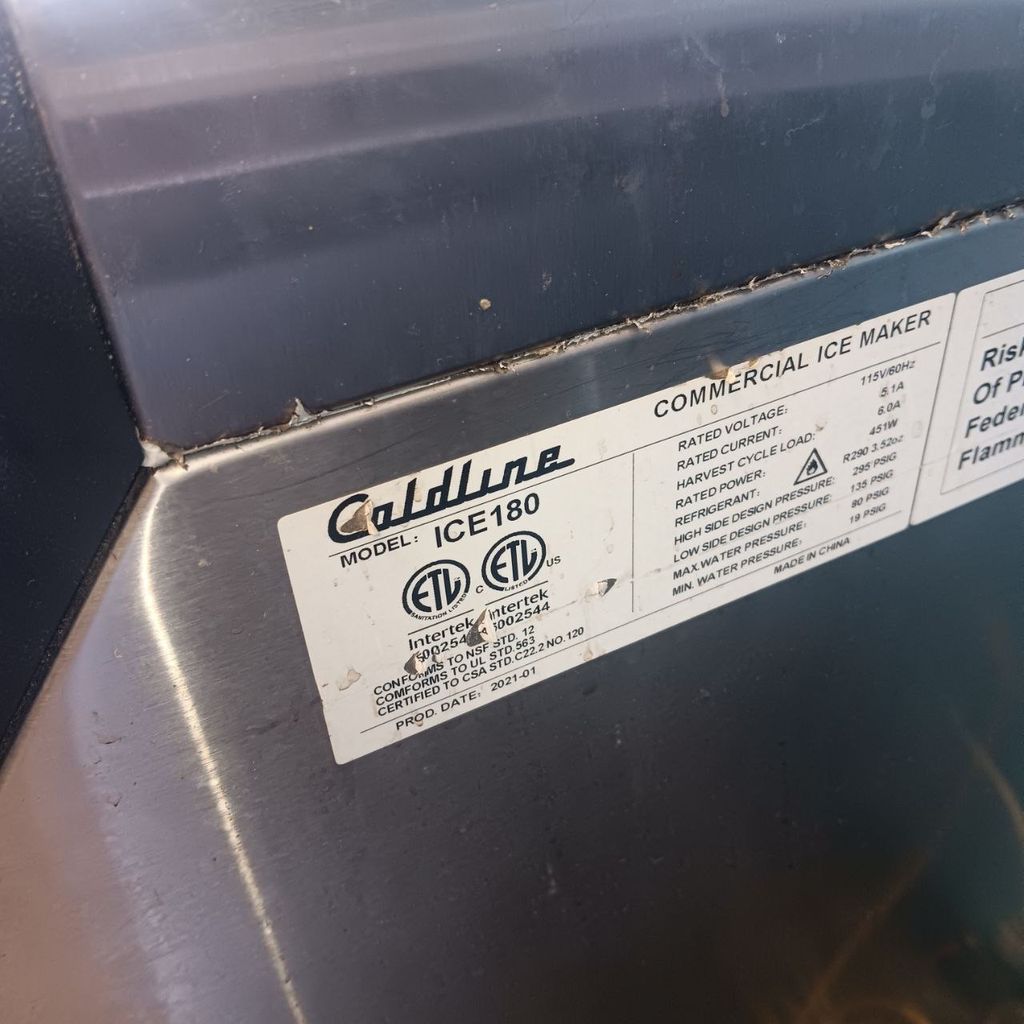 Coldline
MODEL: ICE180
ETL
SANITATION LISTED
C
ETL
LISTED
US
Intertek
Intertek
5002544
CONFORMS TO NSF STD. 12
COMFORMS TO UL STD.563
CERTIFIED TO CSA STD.C22.2 NO.120
PROD. DATE: 2021-01
COMMERCIAL ICE MAKER
RATED VOLTAGE: 115V/60Hz
RATED CURRENT: 5.1A
HARVEST CYCLE LOAD: 6.0A
RATED POWER: 451W
REFRIGERANT: R290 3.52oz
HIGH SIDE DESIGN PRESSURE: 295 PSIG
LOW SIDE DESIGN PRESSURE: 135 PSIG
MAX.WATER PRESSURE: 80 PSIG
MIN. WATER PRESSURE: 19 PSIG
MADE IN CHINA
Risk
Of
Feder
Flamm